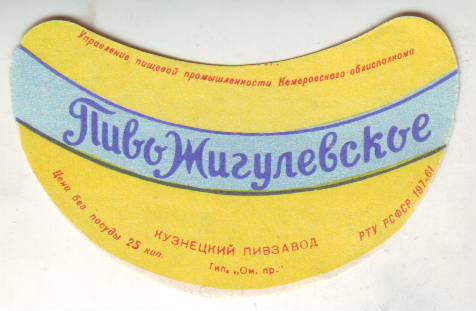 Управление пищевой промышленности Кемеровского облисполкома
Пиво Жигулевское
Цена без посуды 25 коп.
КУЗНЕЦКИЙ ПИВЗАВОД
РТУ РСФСР 197-61
Тип. „Ом. пр."